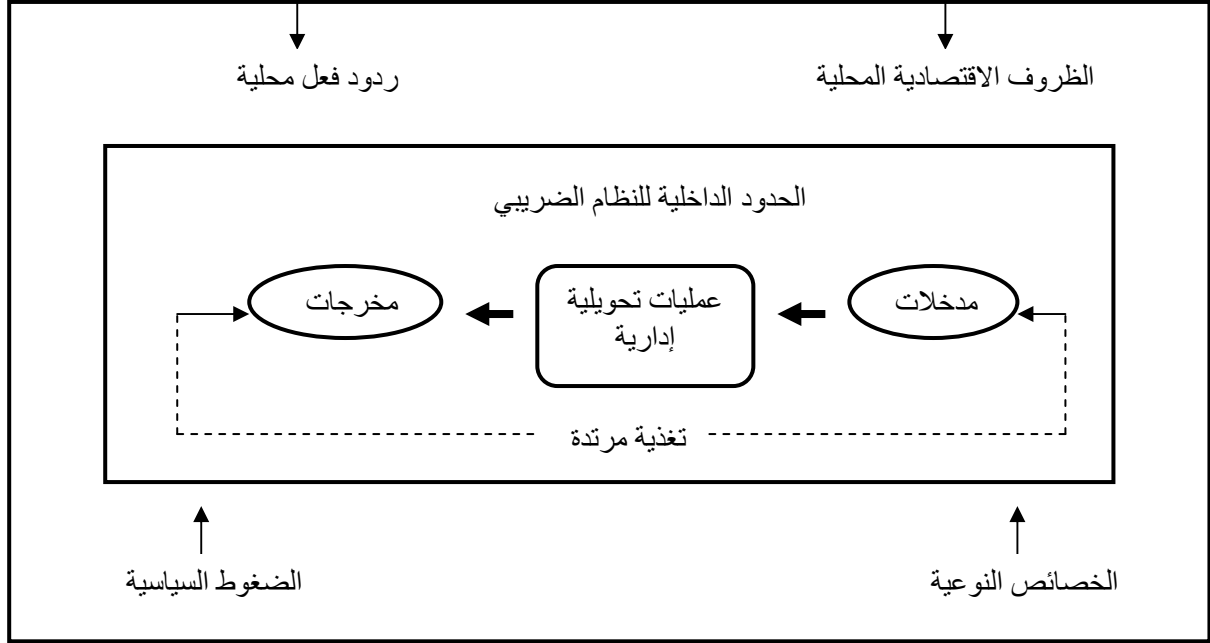 الظروف الاقتصادية المحلية
ردود فعل محلية
الحدود الداخلية للنظام الضريبي
مدخلات
عمليات تحويلية
إدارية
مخرجات
تغذية مرتدة
الخصائص النوعية
الضغوط السياسية